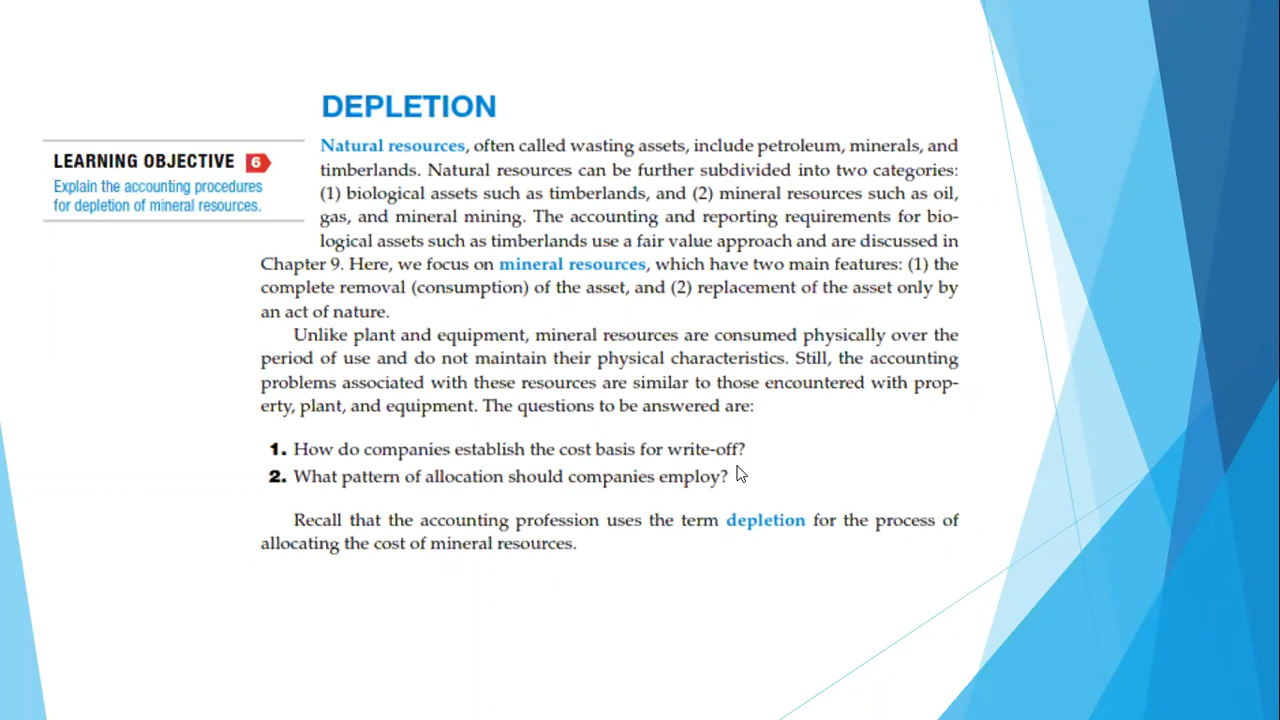 DEPLETION
LEARNING OBJECTIVE 6
Explain the accounting procedures
for depletion of mineral resources.
Natural resources, often called wasting assets, include petroleum, minerals, and
timberlands. Natural resources can be further subdivided into two categories:
(1) biological assets such as timberlands, and (2) mineral resources such as oil,
gas, and mineral mining. The accounting and reporting requirements for bio-
logical assets such as timberlands use a fair value approach and are discussed in
Chapter 9. Here, we focus on mineral resources, which have two main features: (1) the
complete removal (consumption) of the asset, and (2) replacement of the asset only by
an act of nature.
Unlike plant and equipment, mineral resources are consumed physically over the
period of use and do not maintain their physical characteristics. Still, the accounting
problems associated with these resources are similar to those encountered with prop-
erty, plant, and equipment. The questions to be answered are:
1. How do companies establish the cost basis for write-off?
2. What pattern of allocation should companies employ?
Recall that the accounting profession uses the term depletion for the process of
allocating the cost of mineral resources.